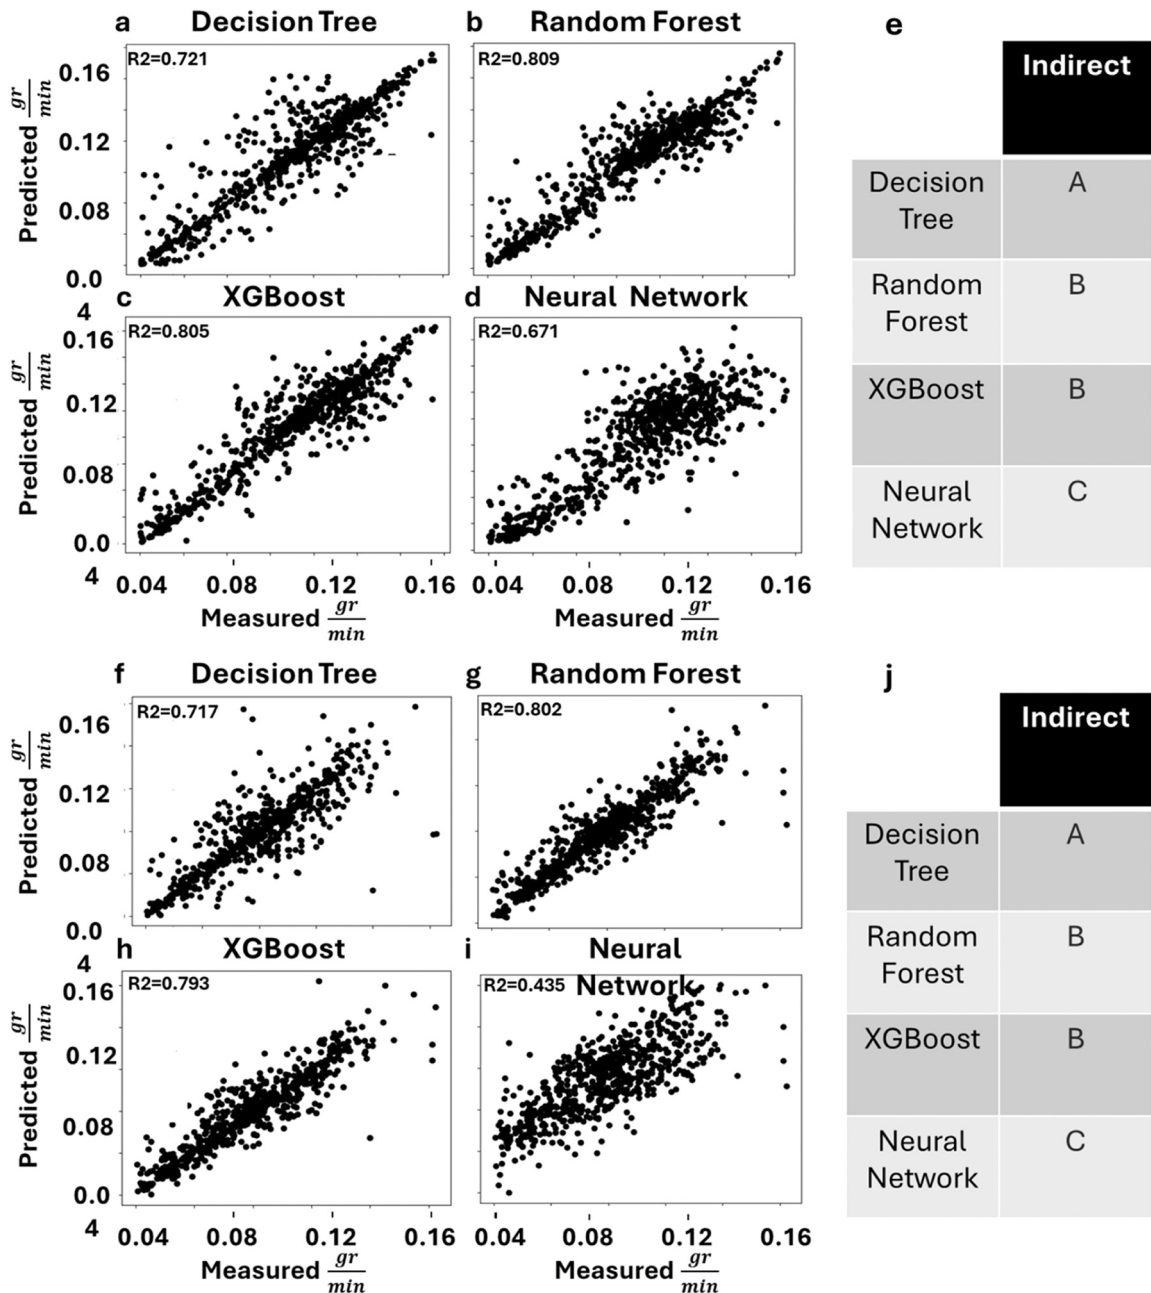 a Decision Tree
b Random Forest
R2=0.721
R2=0.809
Predicted gr/min
0.16
0.12
0.08
0.0
4
c XGBoost
d Neural Network
R2=0.805
R2=0.671
Predicted gr/min
0.16
0.12
0.08
0.0
4
0.04 0.08 0.12 0.16
0.04 0.08 0.12 0.16
Measured gr/min
Measured gr/min
e
Indirect
Decision
Tree
A
Random
Forest
B
XGBoost
B
Neural
Network
C
f Decision Tree
g Random Forest
R2=0.717
R2=0.802
Predicted gr/min
0.16
0.12
0.08
0.0
4
h XGBoost
i Neural
Network
R2=0.793
R2=0.435
Predicted gr/min
0.16
0.12
0.08
0.0
4
0.04 0.08 0.12 0.16
0.04 0.08 0.12 0.16
Measured gr/min
Measured gr/min
j
Indirect
Decision
Tree
A
Random
Forest
B
XGBoost
B
Neural
Network
C